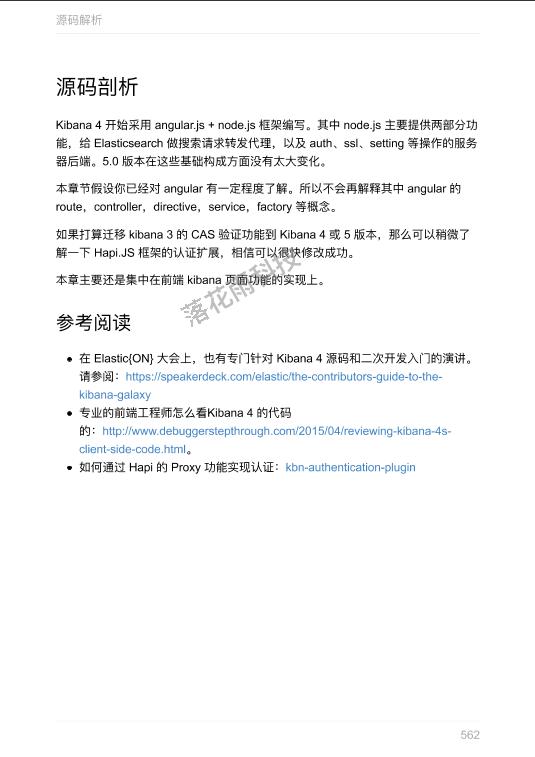 源码解析
源码剖析
Kibana 4 开始采用 angular.js + node.js 框架编写。其中 node.js 主要提供两部分功
能，给 Elasticsearch 做搜索请求转发代理，以及 auth、ssl、setting 等操作的服务
器后端。5.0 版本在这些基础构成方面没有太大变化。
本章节假设你已经对 angular 有一定程度了解。所以不会再解释其中 angular 的
route，controller，directive，service，factory 等概念。
如果打算迁移 kibana 3 的 CAS 验证功能到 Kibana 4 或 5 版本，那么可以稍微了
解一下 Hapi.JS 框架的认证扩展，相信可以很快修改成功。
本章主要还是集中在前端 kibana 页面功能的实现上。
落花雨科技
参考阅读
在 Elastic{ON} 大会上，也有专门针对 Kibana 4 源码和二次开发入门的演讲。
请参阅：https://speakerdeck.com/elastic/the-contributors-guide-to-the-
kibana-galaxy
专业的前端工程师怎么看Kibana 4 的代码
的：http://www.debuggerstepthrough.com/2015/04/reviewing-kibana-4s-
client-side-code.html。
如何通过 Hapi 的 Proxy 功能实现认证：kbn-authentication-plugin
562